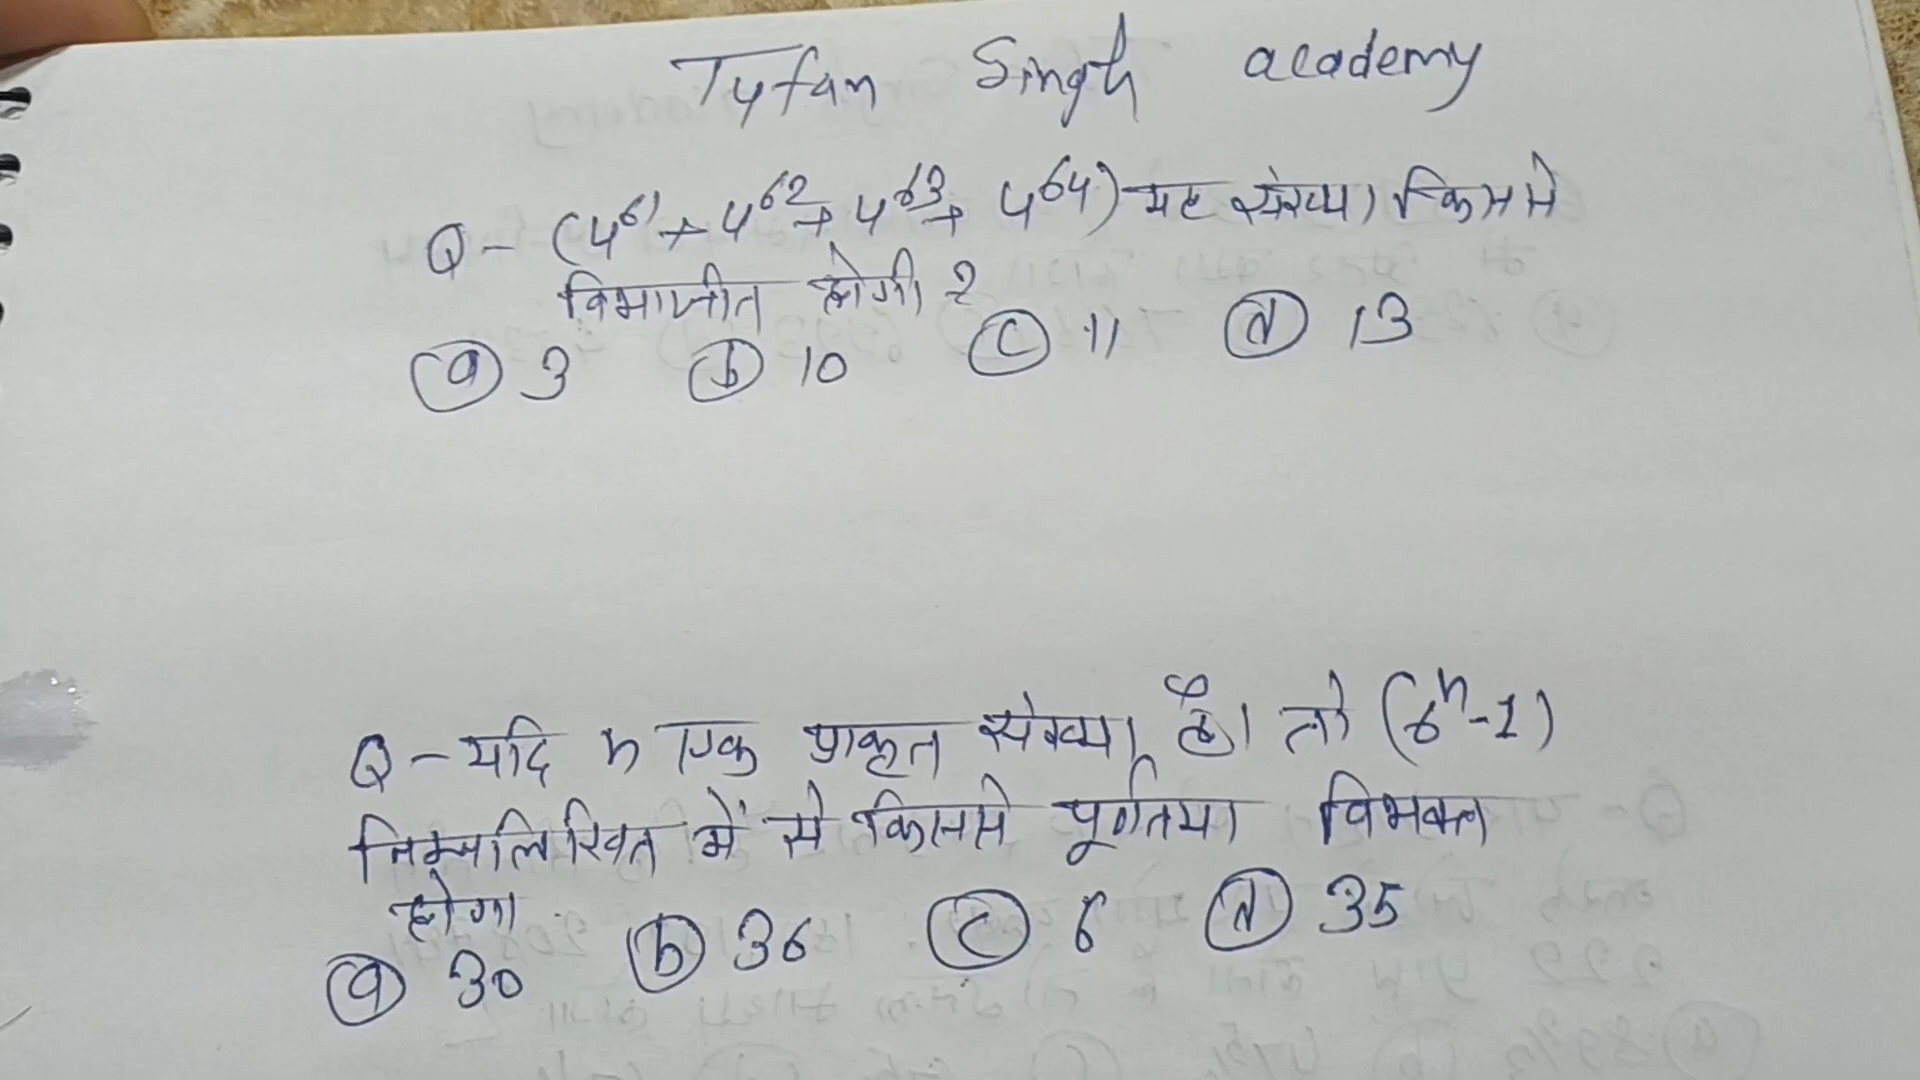 Tyfan Singh academy
Q - (4^61 + 4^62 + 4^63 + 4^64) यह संख्या किससे
विभाजीत होगी ?
(a) 3 (b) 10 (c) 11 (d) 13
Q - यदि n एक प्राकृत संख्या है। तो (6^n - 1)
निम्नलिखित में से किससे पूर्णतया विभक्त
होगा
(a) 30 (b) 36 (c) 6 (d) 35